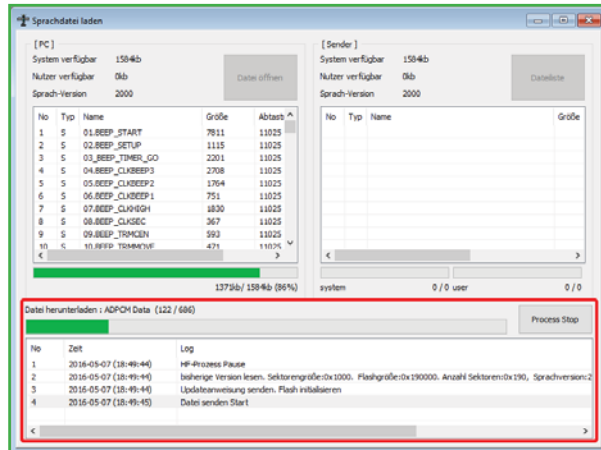 Sprachdatei laden
[ PC ]
System verfügbar 1584kb
Nutzer verfügbar 0kb
Sprach-Version 2000
Datei öffnen
No Typ Name Größe Abtast
1 S 01.BEEP_START 7811 11025
2 S 02.BEEP_SETUP 1115 11025
3 S 03_BEEP_TIMER_GO 2201 11025
4 S 04.BEEP_CLKBEEP3 2708 11025
5 S 05.BEEP_CLKBEEP2 1764 11025
6 S 06.BEEP_CLKBEEP1 751 11025
7 S 07.BEEP_CLKHIGH 1830 11025
8 S 08.BEEP_CLKSEC 367 11025
9 S 09.BEEP_TRMCEN 593 11025
10 S 10.BEEP_TRMMOVE 471 11025
1371kb/ 1584kb (86%)
[ Sender ]
System verfügbar 1584kb
Nutzer verfügbar 0kb
Sprach-Version 2000
Dateiliste
No Typ Name Größe
system 0 / 0 user 0 / 0
Datei herunterladen : ADPCM Data (122 / 686)
Process Stop
No Zeit Log
1 2016-05-07 (18:49:44) HF-Prozess Pause
2 2016-05-07 (18:49:44) bisherige Version lesen. Sektorengröße:0x1000. Flashgröße:0x190000. Anzahl Sektoren:0x190, Sprachversion:2
3 2016-05-07 (18:49:44) Updateanweisung senden. Flash initialisieren
4 2016-05-07 (18:49:45) Datei senden Start